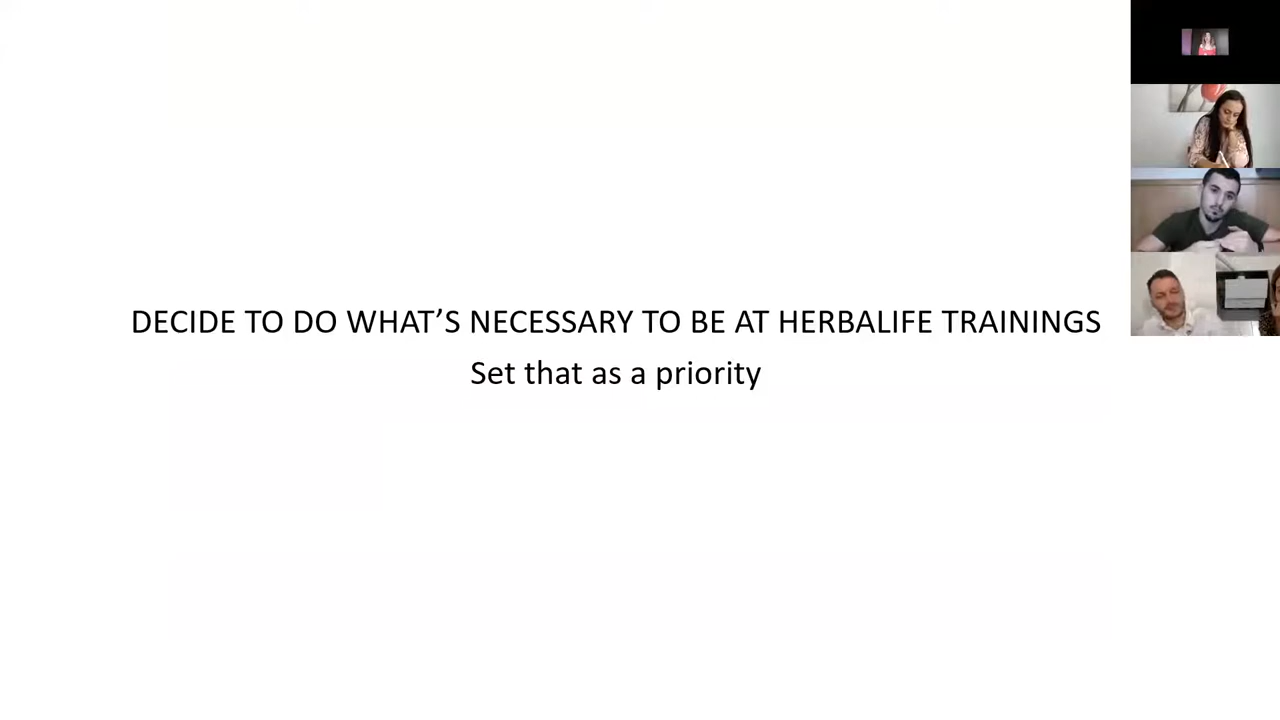 DECIDE TO DO WHAT’S NECESSARY TO BE AT HERBALIFE TRAININGS
Set that as a priority